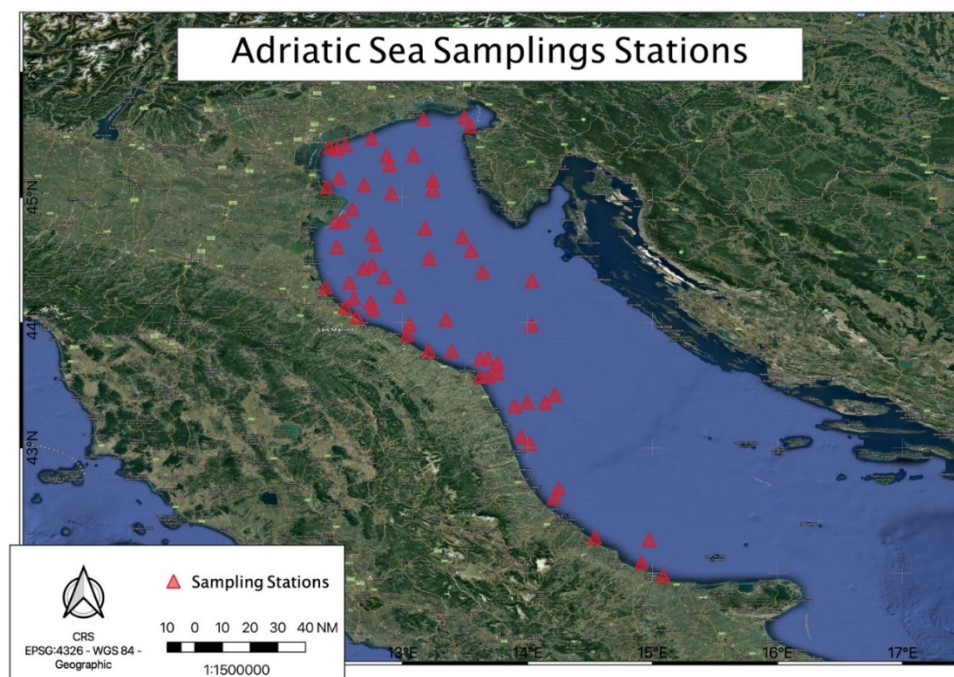 Adriatic Sea Samplings Stations
45°N
44°N
San Marino
43°N
Sampling Stations
CRS
EPSG:4326 - WGS 84 -
Geographic
10 0 10 20 30 40 NM
1:1500000
13°E 14°E 15°E 16°E 17°E